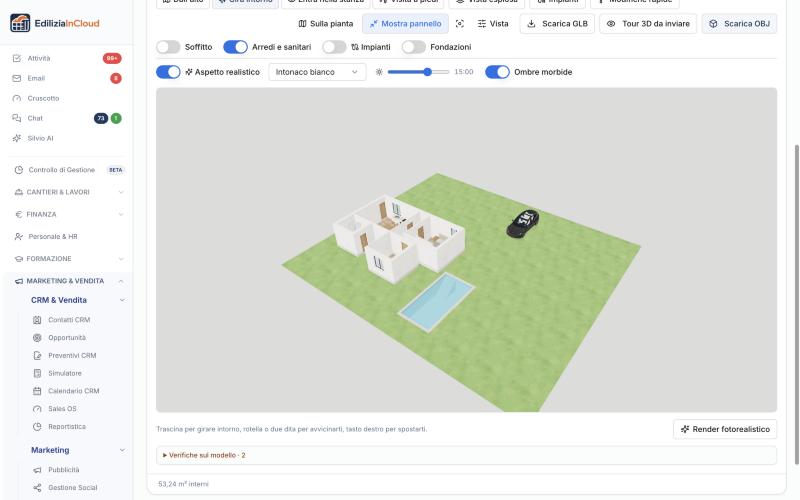 EdiliziaInCloud
Attività 99+
Email 8
Cruscotto
Chat 73 1
Silvio AI
Controllo di Gestione BETA
CANTIERI & LAVORI
FINANZA
Personale & HR
FORMAZIONE
MARKETING & VENDITA
CRM & Vendita
Contatti CRM
Opportunità
Preventivi CRM
Simulatore
Calendario CRM
Sales OS
Reportistica
Marketing
Pubblicità
Gestione Social
Sulla pianta
Mostra pannello
Vista
Scarica GLB
Tour 3D da inviare
Scarica OBJ
Soffitto
Arredi e sanitari
Impianti
Fondazioni
Aspetto realistico
Intonaco bianco
15:00
Ombre morbide
Trascina per girare intorno, rotella o due dita per avvicinarti, tasto destro per spostarti.
Render fotorealistico
Verifiche sul modello · 2
53,24 m² interni